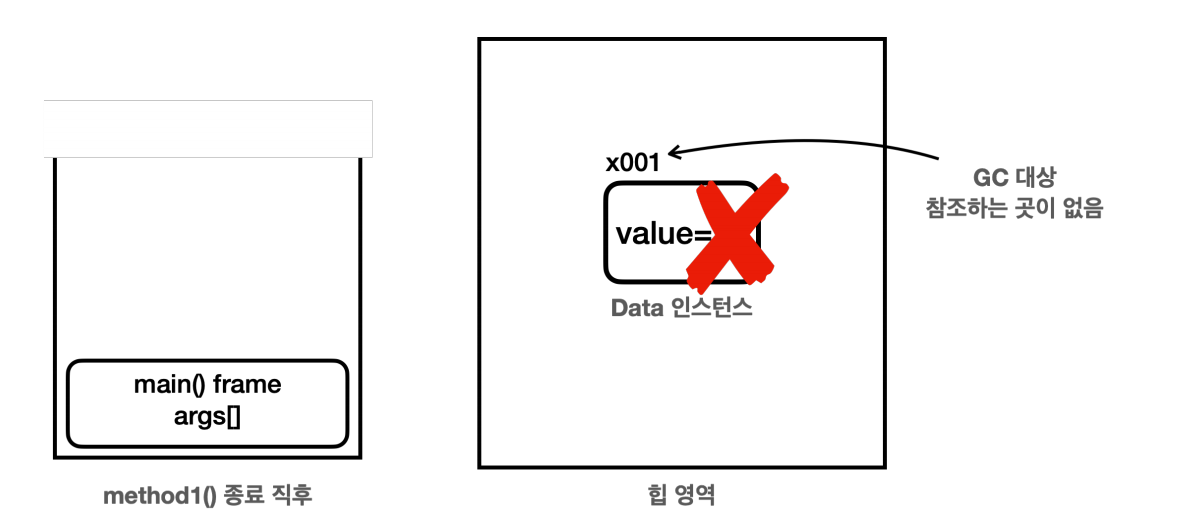 x001
GC 대상
참조하는 곳이 없음
value=
Data 인스턴스
main() frame
args[]
method1() 종료 직후
힙 영역